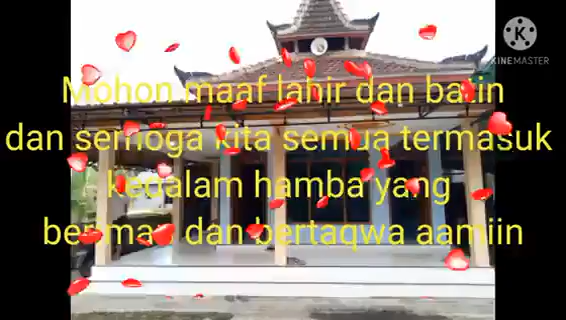 KINEMASTER
Mohon maaf lahir dan batin
dan semoga kita semua termasuk
kedalam hamba yang
beriman dan bertaqwa aamiin